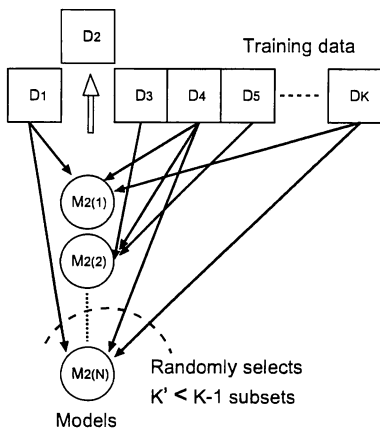 D2
Training data
D1 D3 D4 D5 DK
M2(1)
M2(2)
M2(N)
Randomly selects
K' < K-1 subsets
Models